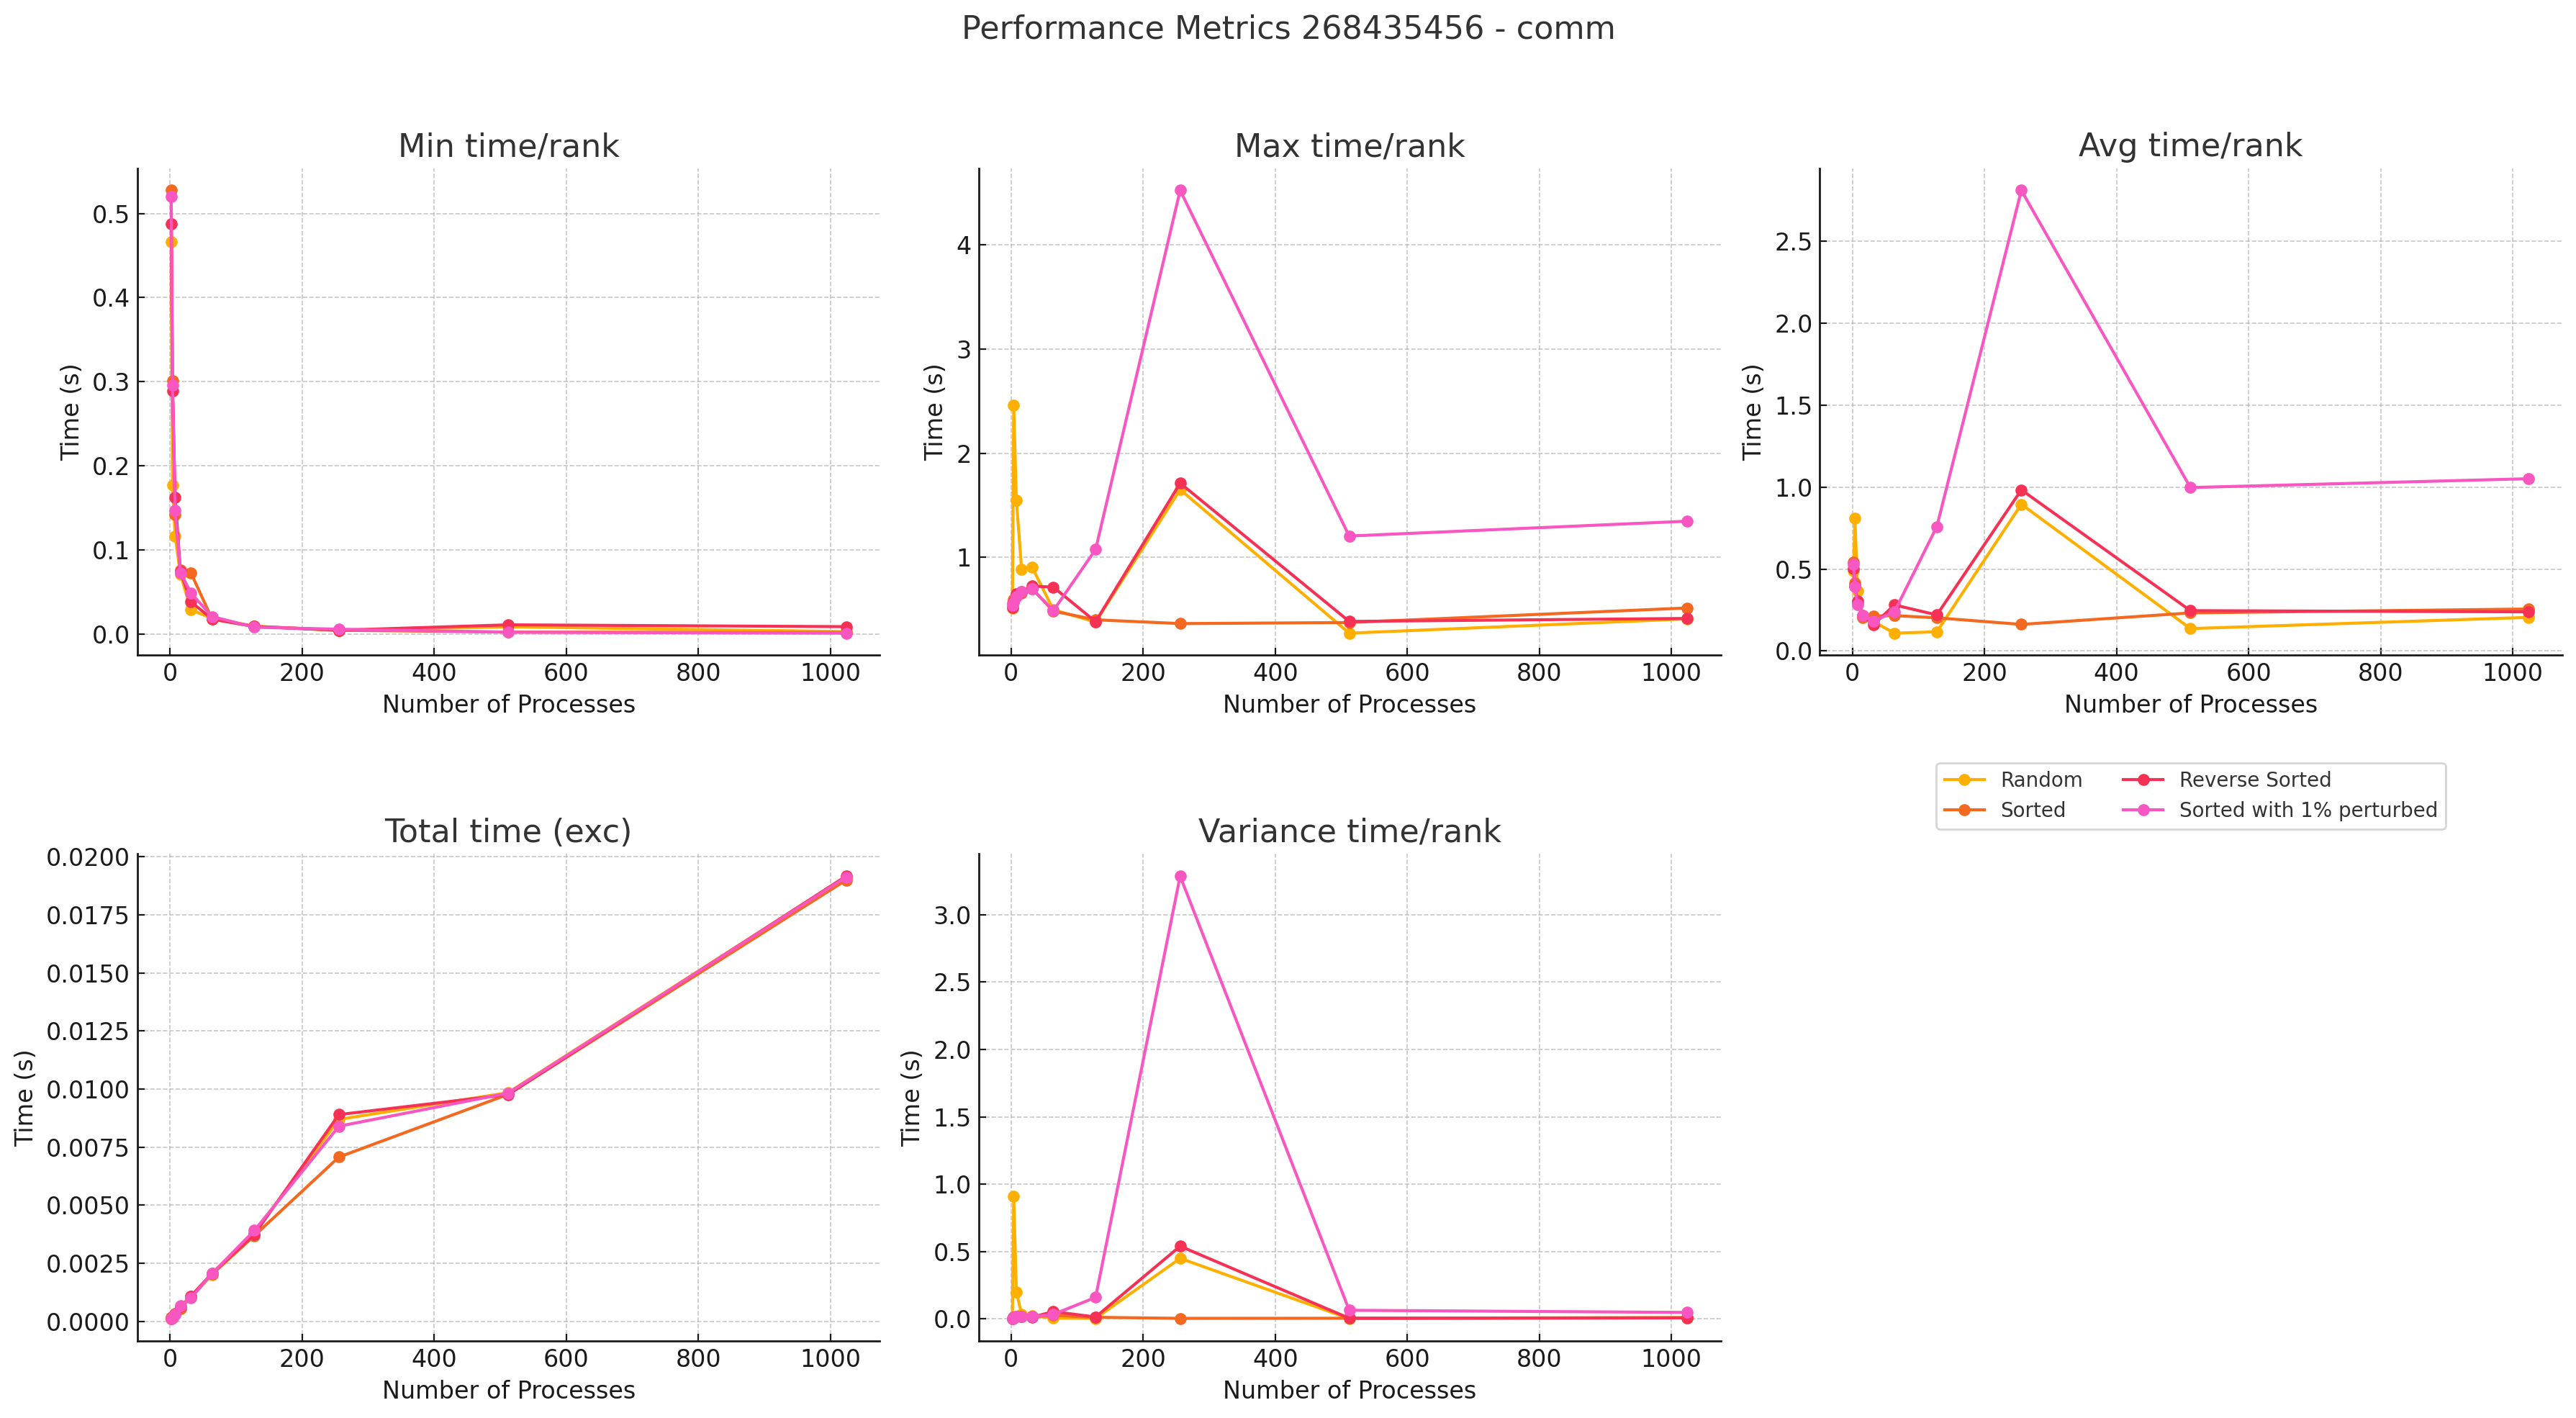 Performance Metrics 268435456 - comm
Min time/rank
Time (s)
0.5
0.4
0.3
0.2
0.1
0.0
0 200 400 600 800 1000
Number of Processes
Max time/rank
Time (s)
4
3
2
1
0 200 400 600 800 1000
Number of Processes
Avg time/rank
Time (s)
2.5
2.0
1.5
1.0
0.5
0.0
0 200 400 600 800 1000
Number of Processes
Random
Sorted
Reverse Sorted
Sorted with 1% perturbed
Total time (exc)
Time (s)
0.0200
0.0175
0.0150
0.0125
0.0100
0.0075
0.0050
0.0025
0.0000
0 200 400 600 800 1000
Number of Processes
Variance time/rank
Time (s)
3.0
2.5
2.0
1.5
1.0
0.5
0.0
0 200 400 600 800 1000
Number of Processes